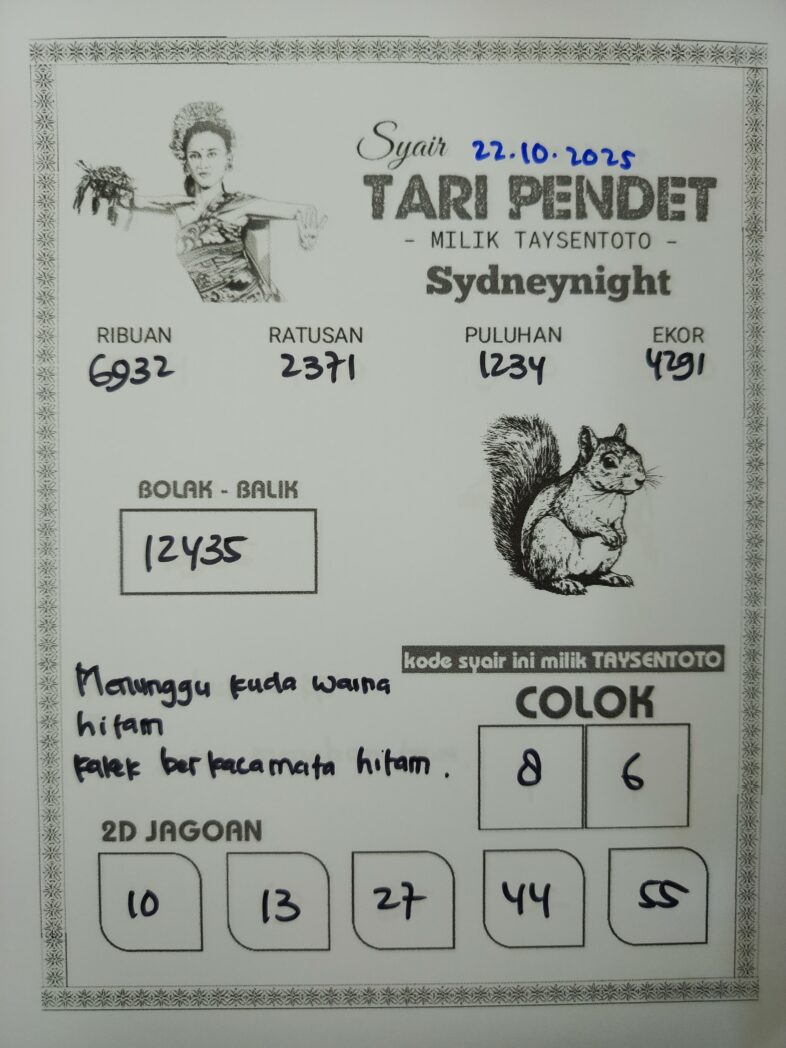 Syair 22.10.2025
TARI PENDET
- MILIK TAYSENTOTO -
Sydneynight
RIBUAN RATUSAN PULUHAN EKOR
6932 2371 1234 4291
BOLAK - BALIK
12435
kode syair ini milik TAYSENTOTO
Menunggu kuda warna
hitam
kakek berkacamata hitam.
COLOK
8 6
2D JAGOAN
10 13 27 44 55